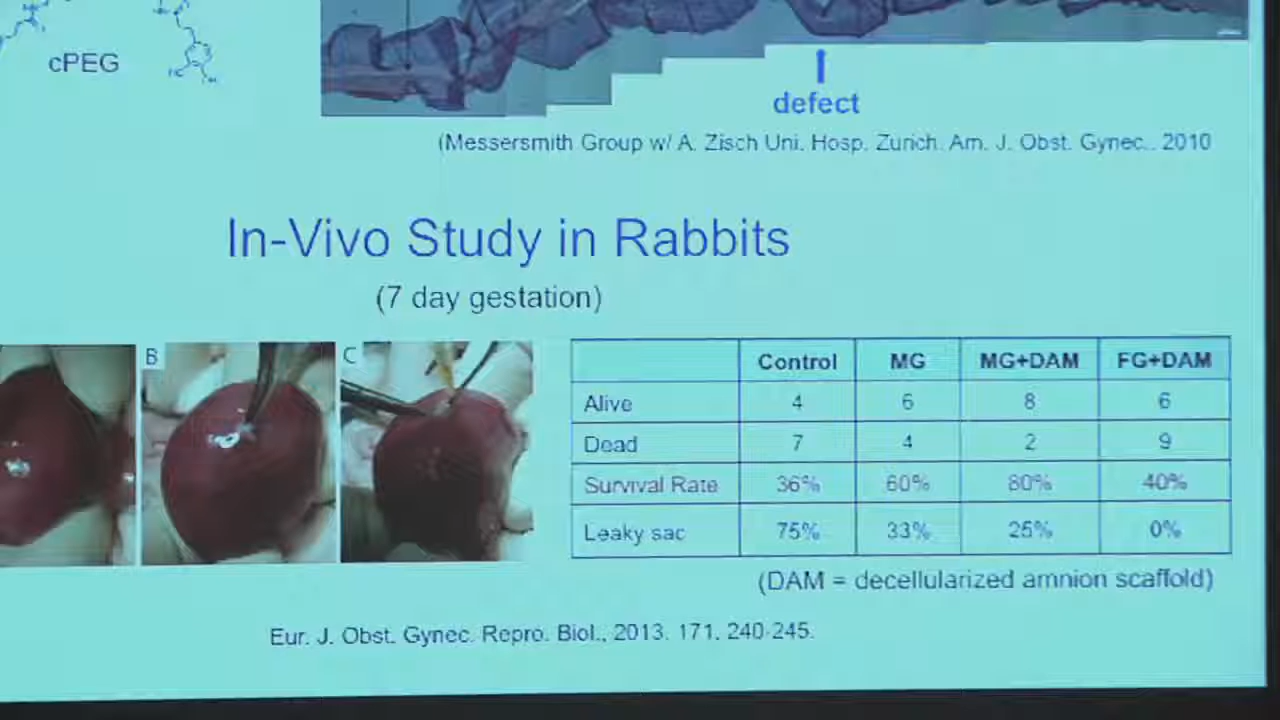 cPEG
defect
(Messersmith Group w/ A. Zisch Uni. Hosp. Zurich. Am. J. Obst. Gynec.. 2010
In-Vivo Study in Rabbits
(7 day gestation)
B
C
Control MG MG+DAM FG+DAM
Alive 4 6 8 6
Dead 7 4 2 9
Survival Rate 36% 60% 80% 40%
Leaky sac 75% 33% 25% 0%
(DAM = decellularized amnion scaffold)
Eur. J. Obst. Gynec. Repro. Biol., 2013. 171. 240-245.